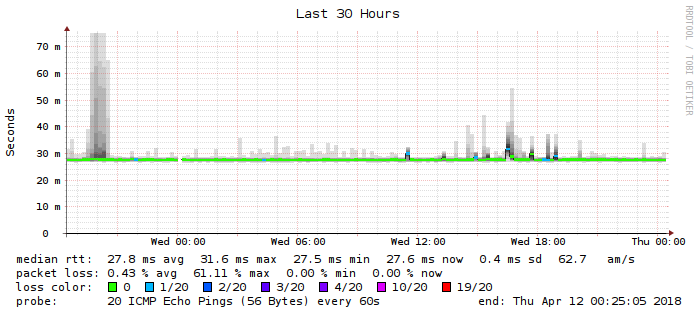 Last 30 Hours
RRDTOOL / TOBI OETIKER
Seconds
70 m
60 m
50 m
40 m
30 m
20 m
10 m
0
Wed 00:00 Wed 06:00 Wed 12:00 Wed 18:00 Thu 00:00
median rtt: 27.8 ms avg 31.6 ms max 27.5 ms min 27.6 ms now 0.4 ms sd 62.7 am/s
packet loss: 0.43 % avg 61.11 % max 0.00 % min 0.00 % now
loss color: 0 1/20 2/20 3/20 4/20 10/20 19/20
probe: 20 ICMP Echo Pings (56 Bytes) every 60s end: Thu Apr 12 00:25:05 2018